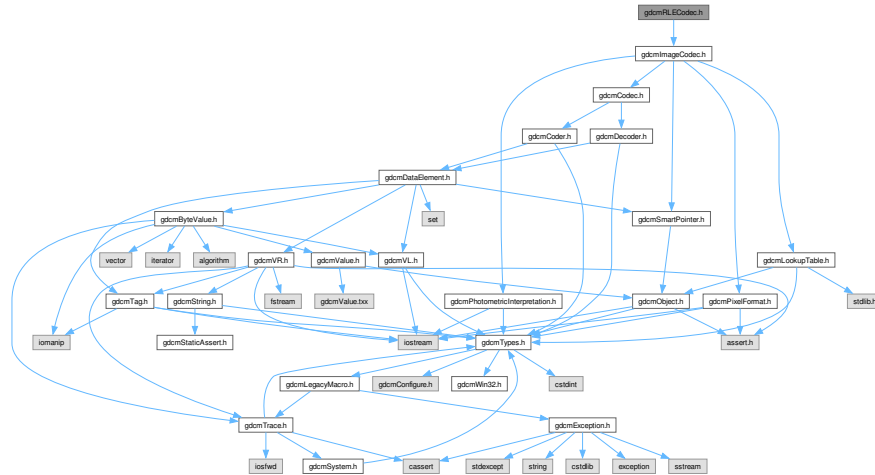 gdcmRLECodec.h
gdcmImageCodec.h
gdcmCodec.h
gdcmCoder.h
gdcmDecoder.h
gdcmDataElement.h
gdcmByteValue.h
set
gdcmSmartPointer.h
vector
iterator
algorithm
gdcmVR.h
gdcmValue.h
gdcmVL.h
gdcmLookupTable.h
gdcmTag.h
gdcmString.h
fstream
gdcmValue.txx
gdcmPhotometricInterpretation.h
gdcmObject.h
gdcmPixelFormat.h
stdlib.h
iomanip
gdcmStaticAssert.h
iostream
gdcmTypes.h
assert.h
gdcmLegacyMacro.h
gdcmConfigure.h
gdcmWin32.h
cstdint
gdcmTrace.h
gdcmException.h
iosfwd
gdcmSystem.h
cassert
stdexcept
string
cstdlib
exception
sstream